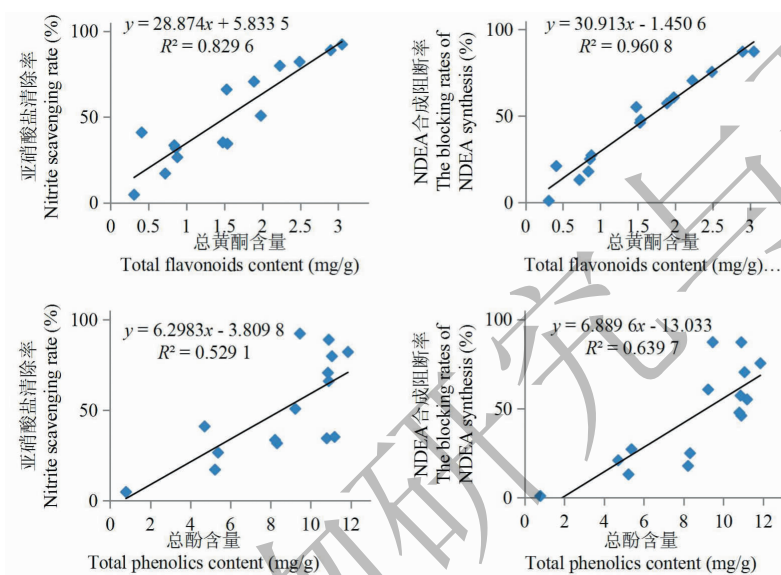 y = 28.874x + 5.833 5
R² = 0.829 6
亚硝酸盐清除率
Nitrite scavenging rate (%)
100
50
0
0 0.5 1 1.5 2 2.5 3
总黄酮含量
Total flavonoids content (mg/g)
y = 30.913x - 1.450 6
R² = 0.960 8
NDEA合成阻断率
The blocking rates of
NDEA synthesis (%)
100
50
0
0 0.5 1 1.5 2 2.5 3
总黄酮含量
Total flavonoids content (mg/g)…
y = 6.2983x - 3.809 8
R² = 0.529 1
亚硝酸盐清除率
Nitrite scavenging rate (%)
100
50
0
0 2 4 6 8 10 12
总酚含量
Total phenolics content (mg/g)
y = 6.889 6x - 13.033
R² = 0.639 7
NDEA合成阻断率
The blocking rates of
NDEA synthesis (%)
100
50
0
0 2 4 6 8 10 12
总酚含量
Total phenolics content (mg/g)
物研究与